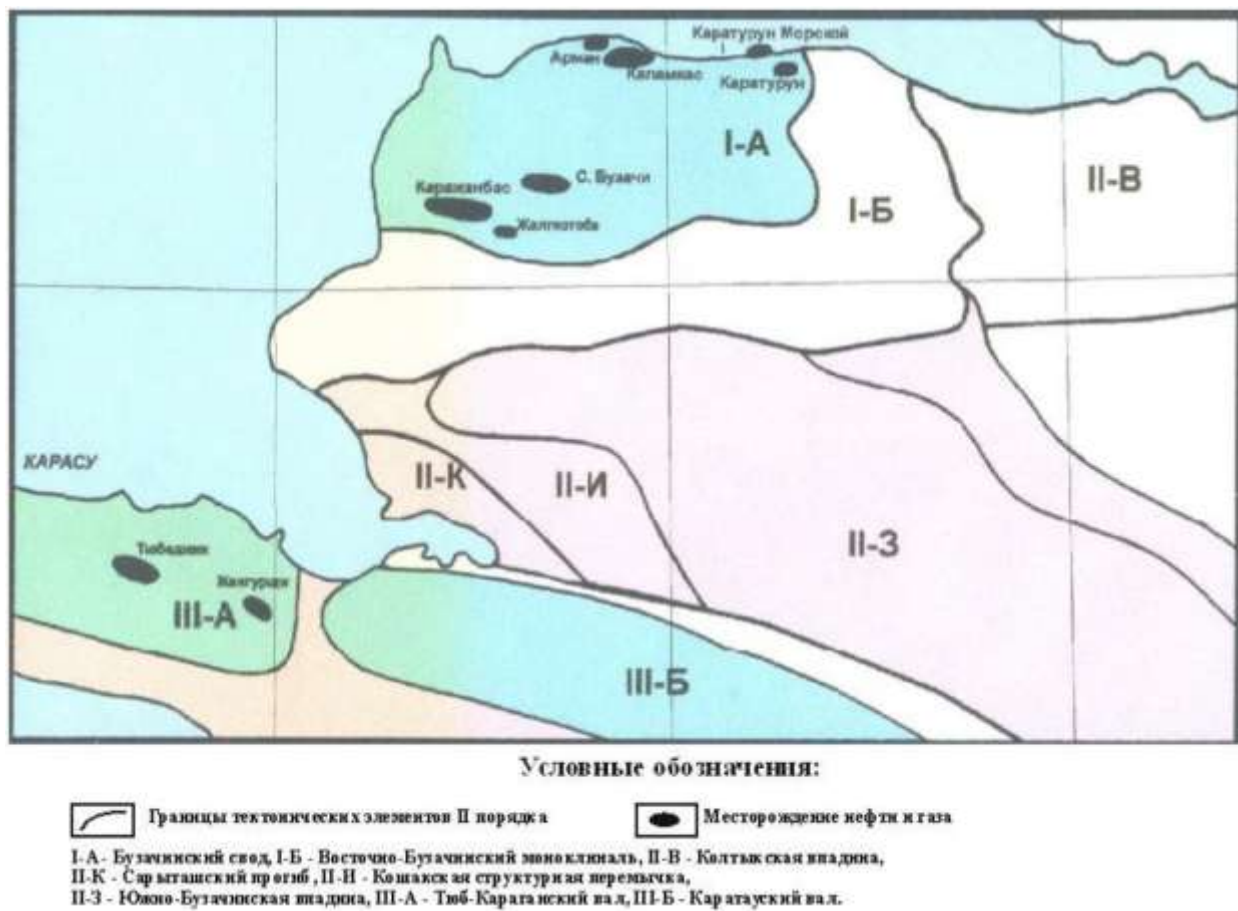 Каратурун Морской
Арман
Каламкас
Каратурун
I-А
II-В
С. Бузачи
Каражанбас
I-Б
Жалгизтоба
КАРАСУ
II-К
II-И
II-З
Тюбеджик
Жангурши
III-А
III-Б
Условные обозначения:
Границы тектонических элементов II порядка
Месторождение нефти и газа
I-А - Бузачинский свод, I-Б - Восточно-Бузачинский моноклиналь, II-В - Колтыкская впадина,
II-К - Сарыташский прогиб, II-И - Кошакская структурная перемычка,
II-З - Южно-Бузачинская впадина, III-А - Тюб-Караганский вал, III-Б - Каратауский вал.